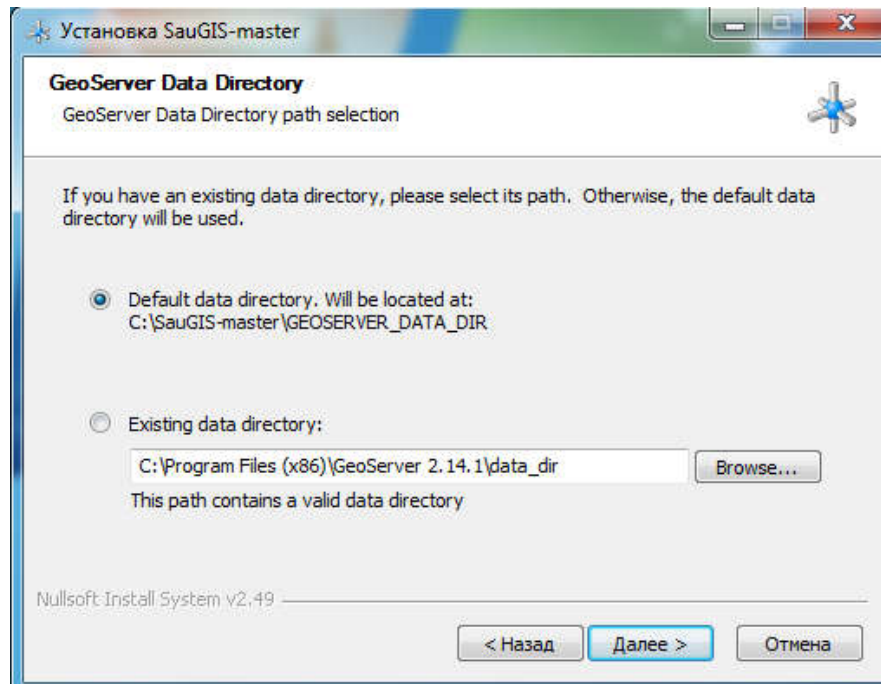 Установка SauGIS-master
GeoServer Data Directory
GeoServer Data Directory path selection
If you have an existing data directory, please select its path. Otherwise, the default data
directory will be used.
Default data directory. Will be located at:
C:\SauGIS-master\GEOSERVER_DATA_DIR
Existing data directory:
C:\Program Files (x86)\GeoServer 2.14.1\data_dir
Browse...
This path contains a valid data directory
Nullsoft Install System v2.49
< Назад
Далее >
Отмена